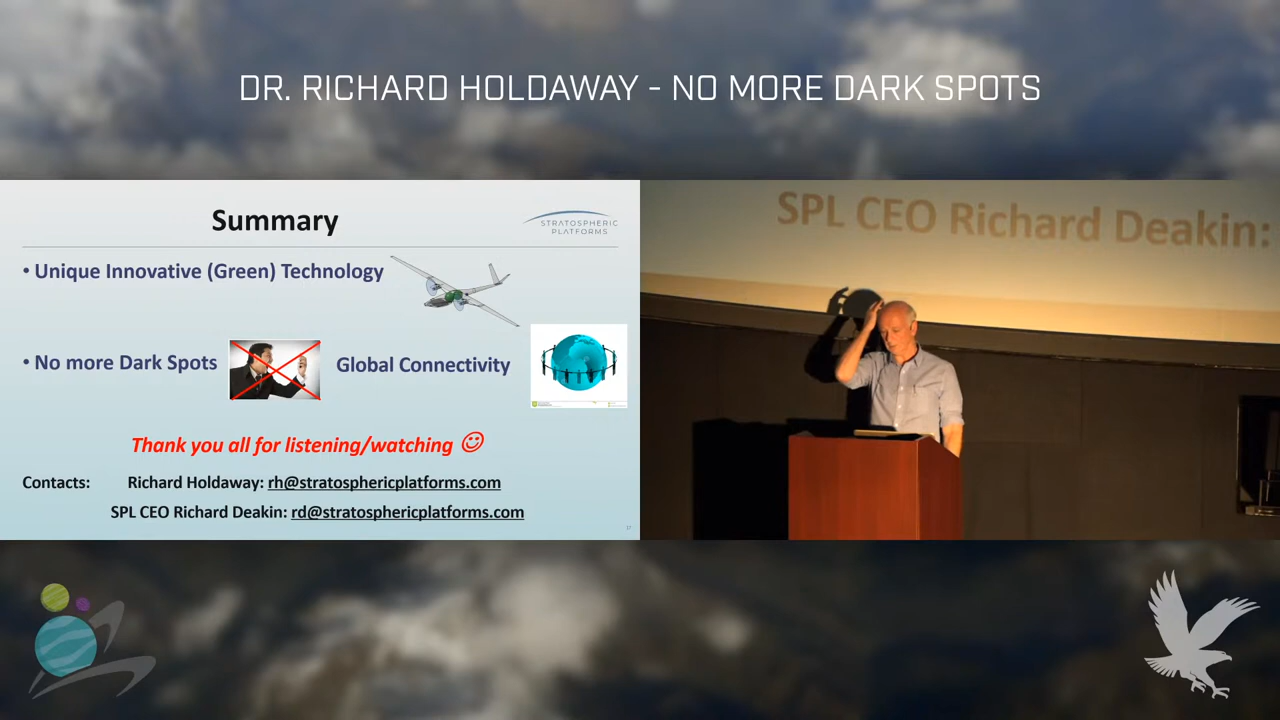 DR. RICHARD HOLDAWAY - NO MORE DARK SPOTS
Summary
STRATOSPHERIC
PLATFORMS
• Unique Innovative (Green) Technology
• No more Dark Spots
Global Connectivity
Thank you all for listening/watching ☺
Contacts: Richard Holdaway: rh@stratosphericplatforms.com
SPL CEO Richard Deakin: rd@stratosphericplatforms.com
17
SPL CEO Richard Deakin: